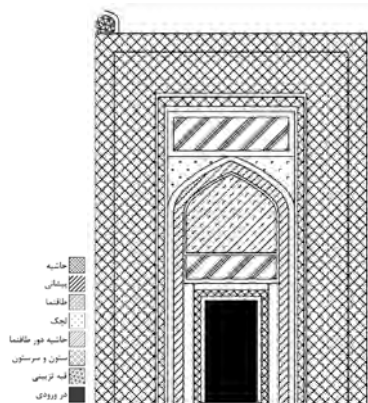 حاشیه
پیشانی
طاقنما
لچک
حاشیه دور طاقنما
ستون و سرستون
قبه تزیینی
در ورودی